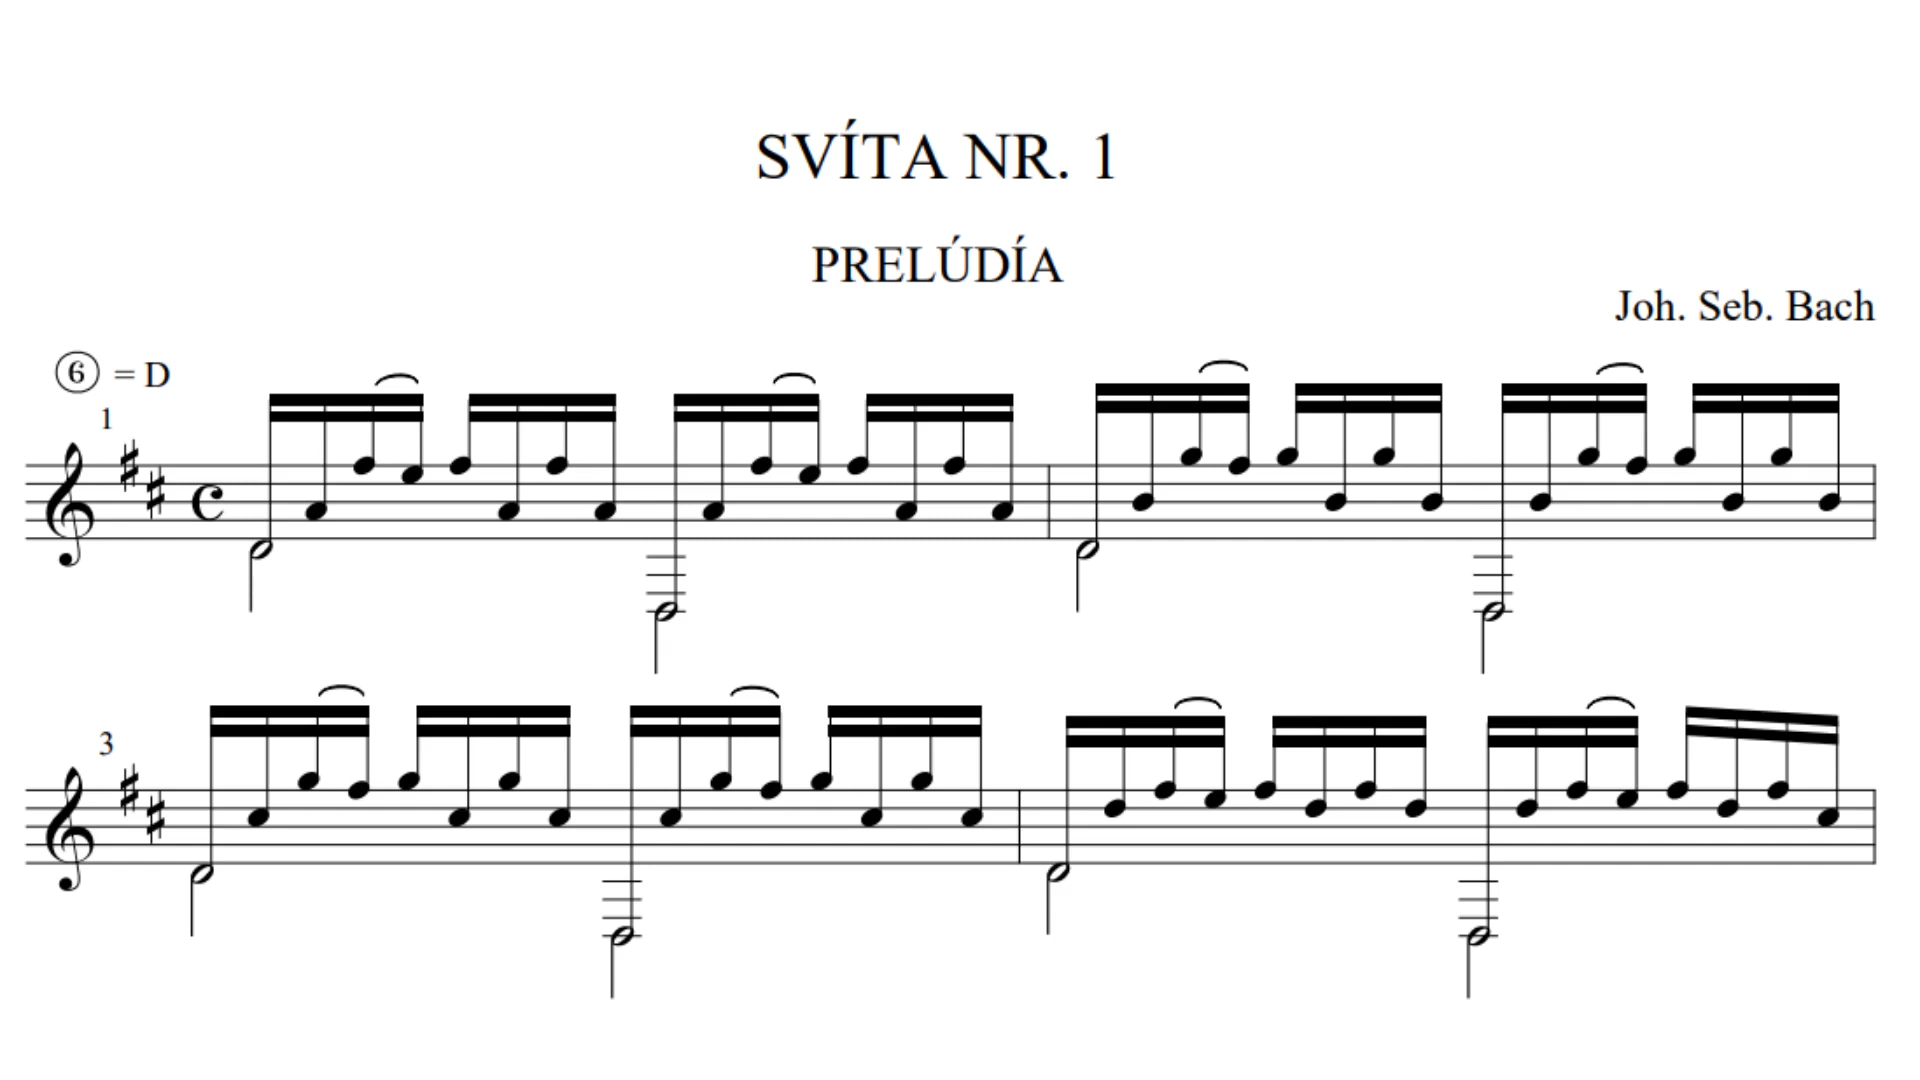 SVÍTA NR. 1
PRELÚDÍA
Joh. Seb. Bach
⑥ = D
1
3